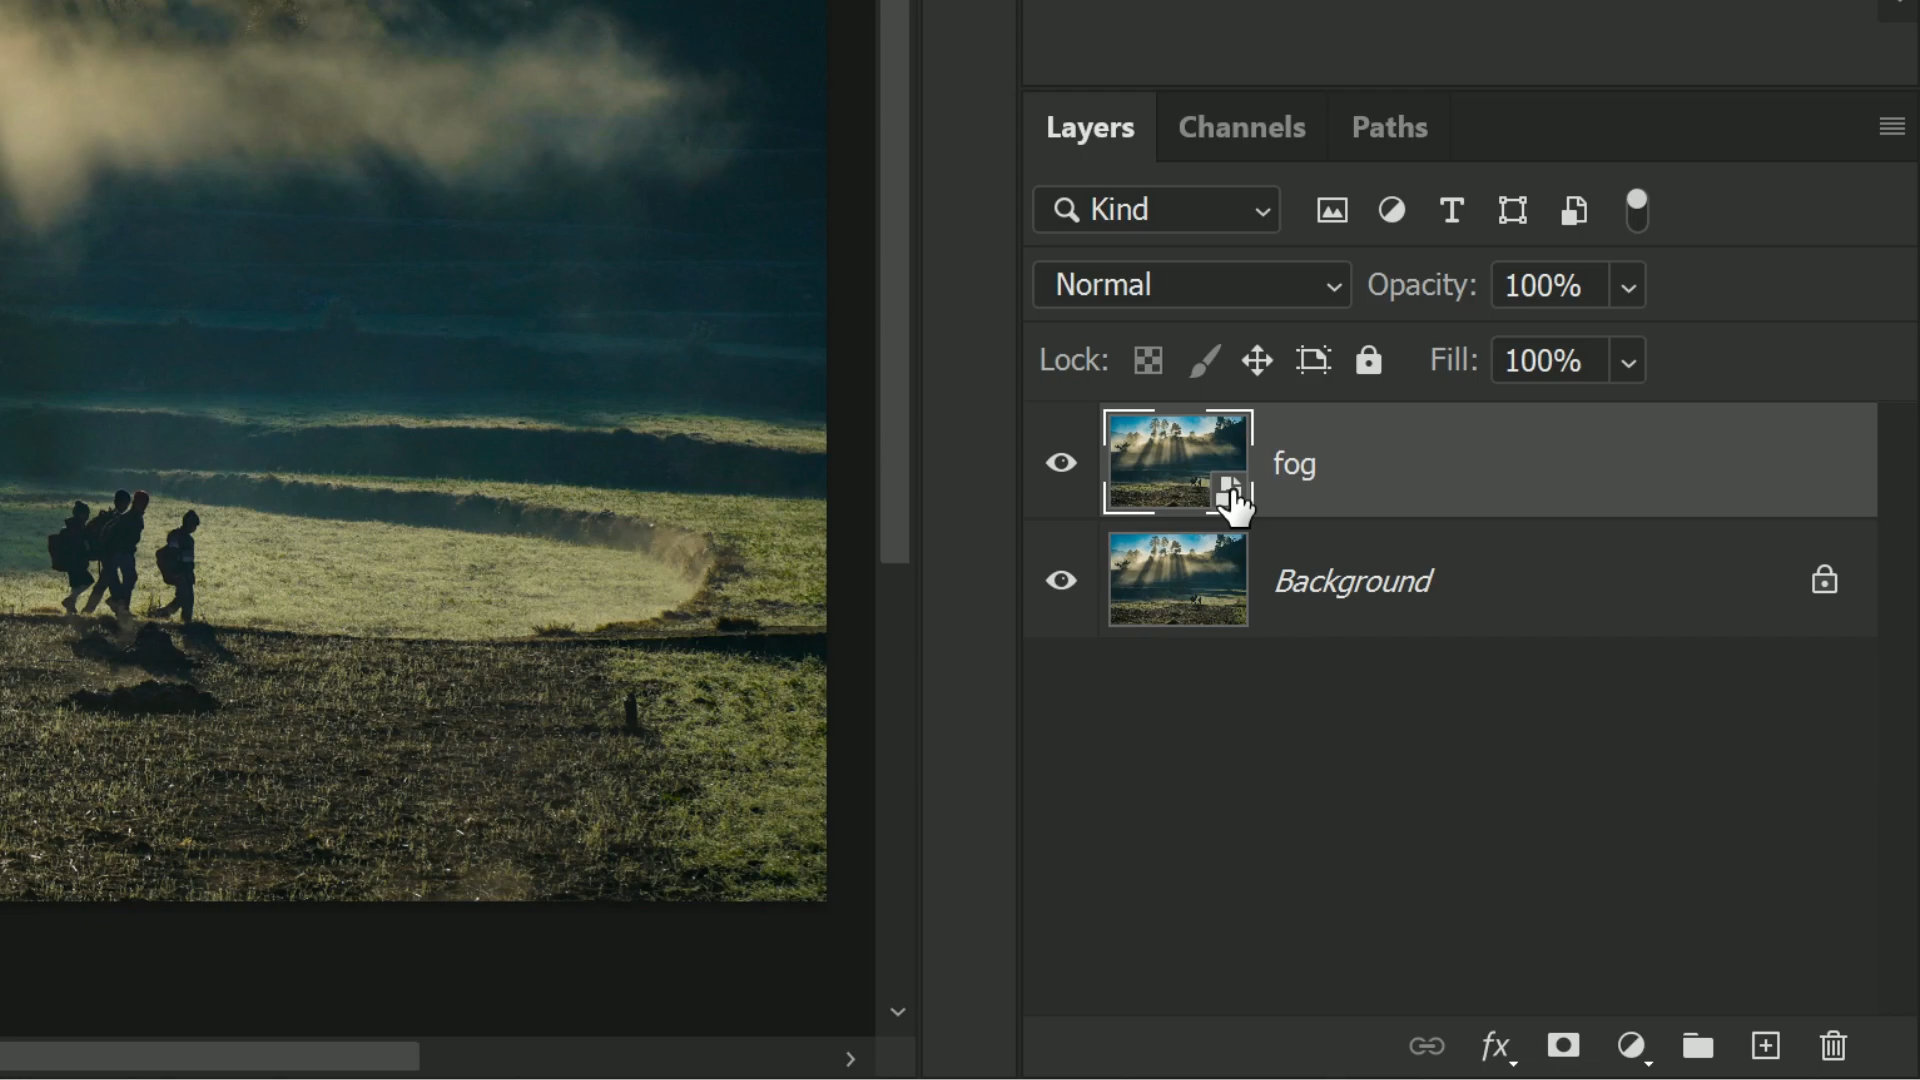 Layers Channels Paths
Kind
Normal Opacity: 100%
Lock: Fill: 100%
fog
Background
fx